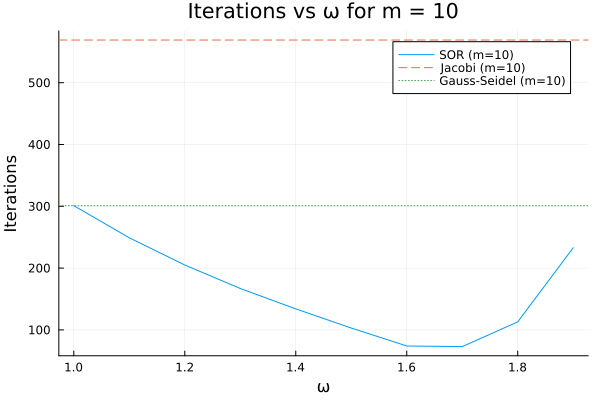 Iterations vs ω for m = 10
SOR (m=10)
Jacobi (m=10)
Gauss-Seidel (m=10)
Iterations
500
400
300
200
100
1.0 1.2 1.4 1.6 1.8
ω